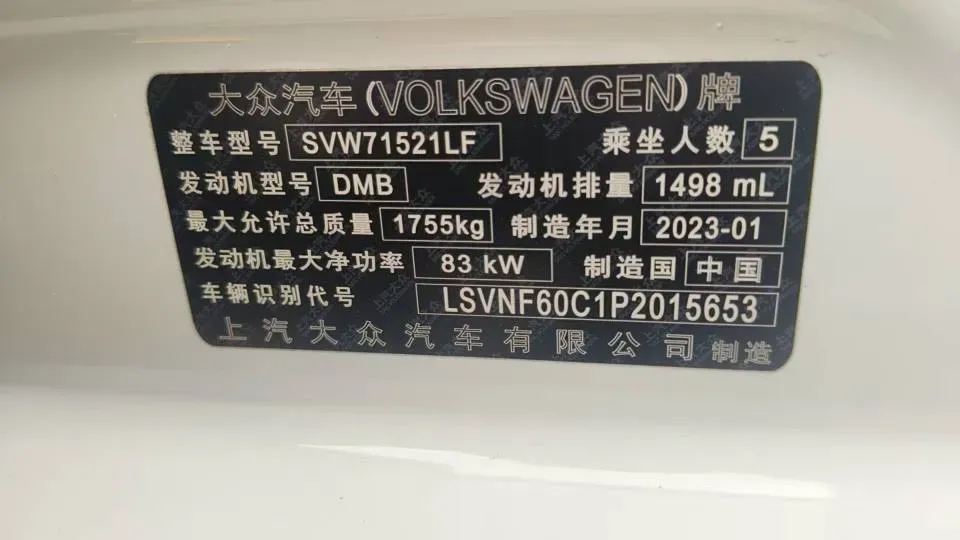 大众汽车(VOLKSWAGEN)牌
整车型号 SVW71521LF 乘坐人数 5
发动机型号 DMB 发动机排量 1498 mL
最大允许总质量 1755kg 制造年月 2023-01
发动机最大净功率 83 kW 制造国 中国
车辆识别代号 LSVNF60C1P2015653
上汽大众汽车有限公司 制造